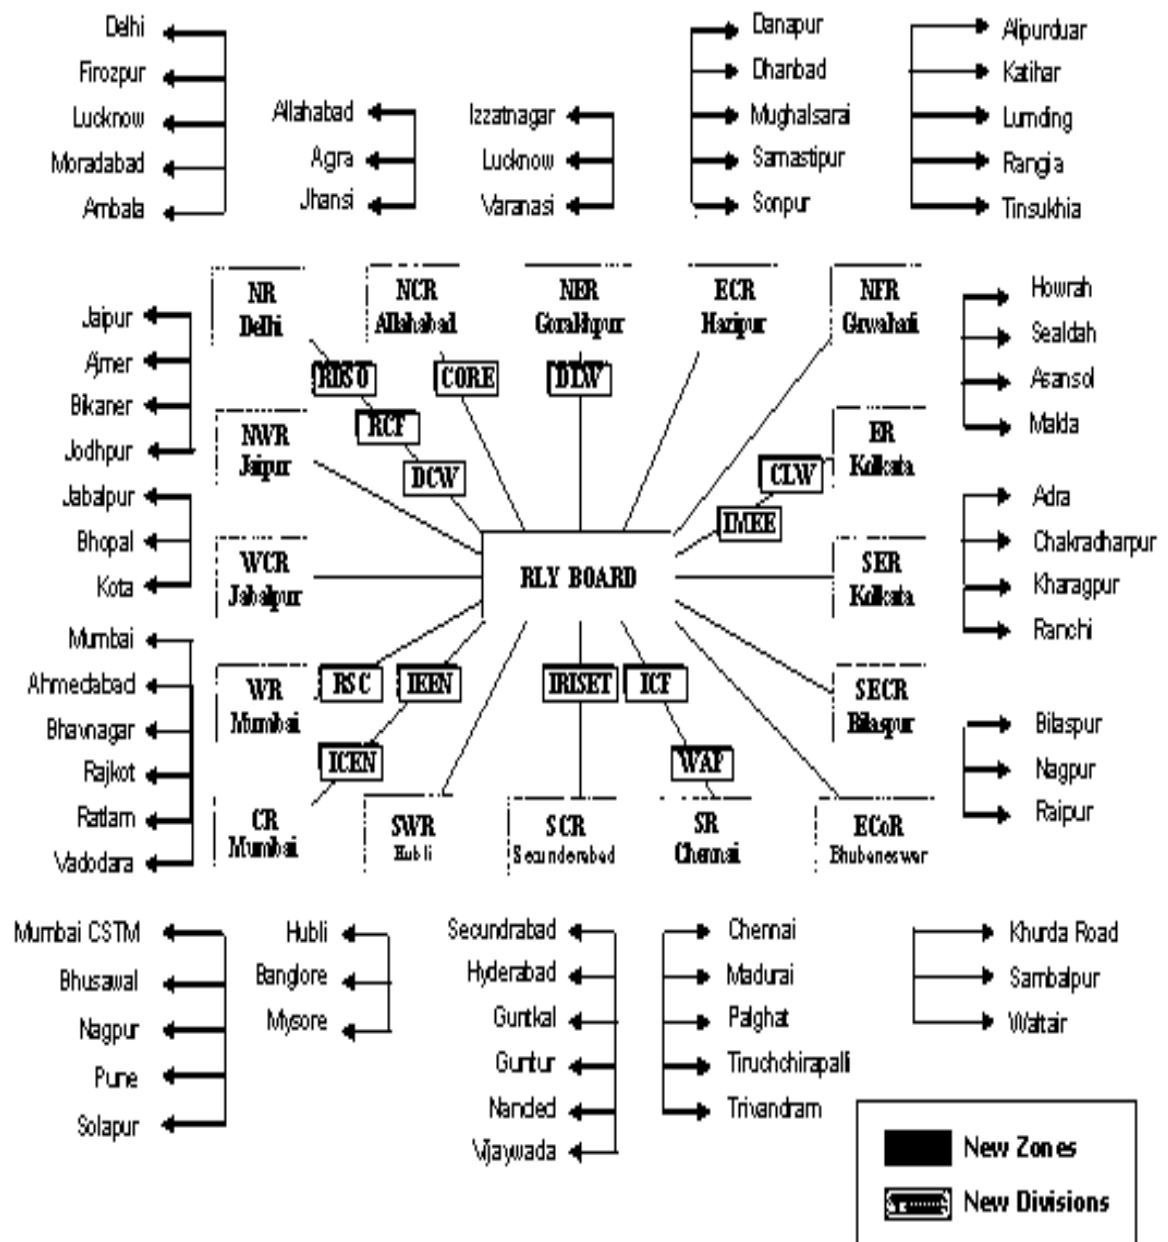 Delhi
Firozpur
Lucknow
Moradabad
Ambala
Allahabad
Agra
Jhansi
Izzatnagar
Lucknow
Varanasi
Danapur
Dhanbad
Mughalsarai
Samastipur
Sonpur
Alipurduar
Katihar
Lumding
Rangia
Tinsukhia
NR
Delhi
NCR
Allahabad
NER
Gorakhpur
ECR
Hazipur
NFR
Guwahati
Jaipur
Ajmer
Bikaner
Jodhpur
Howrah
Sealdah
Asansol
Malda
RDSO
CORE
DLW
RCF
DCW
NWR
Jaipur
ER
Kolkata
CLW
IMEE
Jabalpur
Bhopal
Kota
Adra
Chakradharpur
Kharagpur
Ranchi
WCR
Jabalpur
RLY BOARD
SER
Kolkata
Mumbai
Ahmedabad
Bhavnagar
Rajkot
Ratlam
Vadodara
WR
Mumbai
RSC
IEEN
IRISET
ICF
SECR
Bilaspur
Bilaspur
Nagpur
Raipur
ICEN
WAP
CR
Mumbai
SWR
Hubli
SCR
Secunderabad
SR
Chennai
ECoR
Bhubaneswar
Mumbai CSTM
Bhusawal
Nagpur
Pune
Solapur
Hubli
Banglore
Mysore
Secundrabad
Hyderabad
Guntkal
Guntur
Nanded
Vijaywada
Chennai
Madurai
Palghat
Tiruchchirapalli
Trivandram
Khurda Road
Sambalpur
Waltair
New Zones
New Divisions